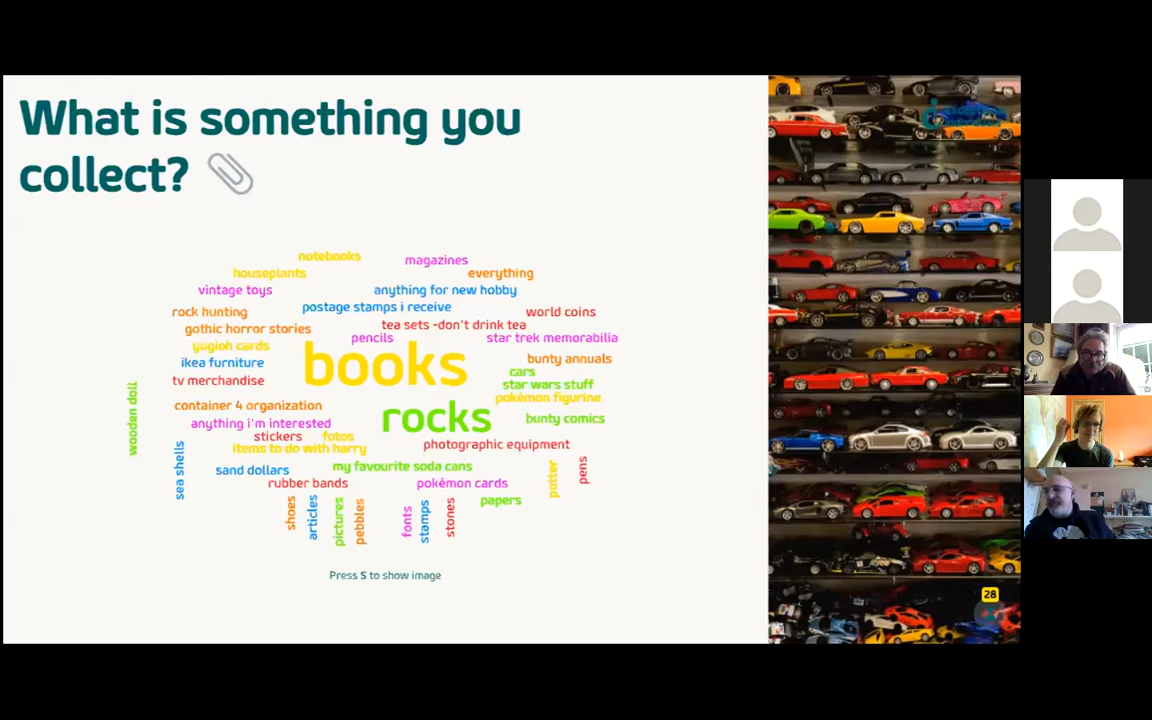 What is something you
collect?
notebooks
magazines
houseplants
everything
vintage toys
anything for new hobby
postage stamps i receive
rock hunting
world coins
gothic horror stories
tea sets -don't drink tea
pencils
star trek memorabilia
yugioh cards
books
bunty annuals
ikea furniture
cars
tv merchandise
star wars stuff
pokémon figurine
wooden doll
container 4 organization
rocks
bunty comics
anything i'm interested
stickers
fotos
photographic equipment
items to do with harry
sea shells
sand dollars
my favourite soda cans
potter
pens
rubber bands
pokémon cards
shoes
articles
pictures
pebbles
fonts
stamps
stones
papers
Press S to show image
28